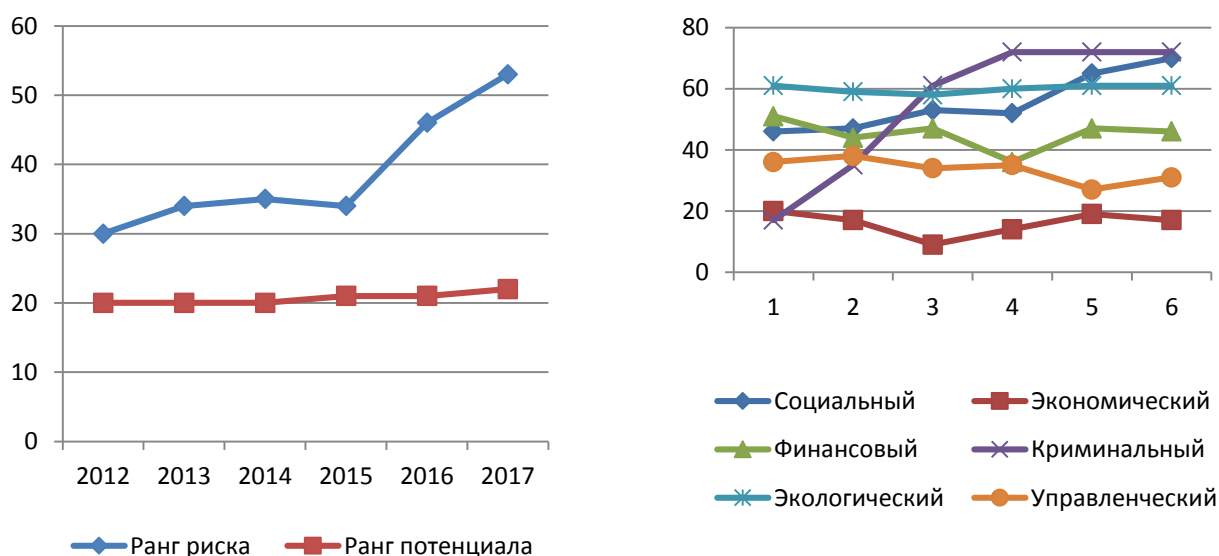 60
50
40
30
20
10
0
2012 2013 2014 2015 2016 2017
Ранг риска Ранг потенциала
80
60
40
20
0
1 2 3 4 5 6
Социальный Экономический
Финансовый Криминальный
Экологический Управленческий